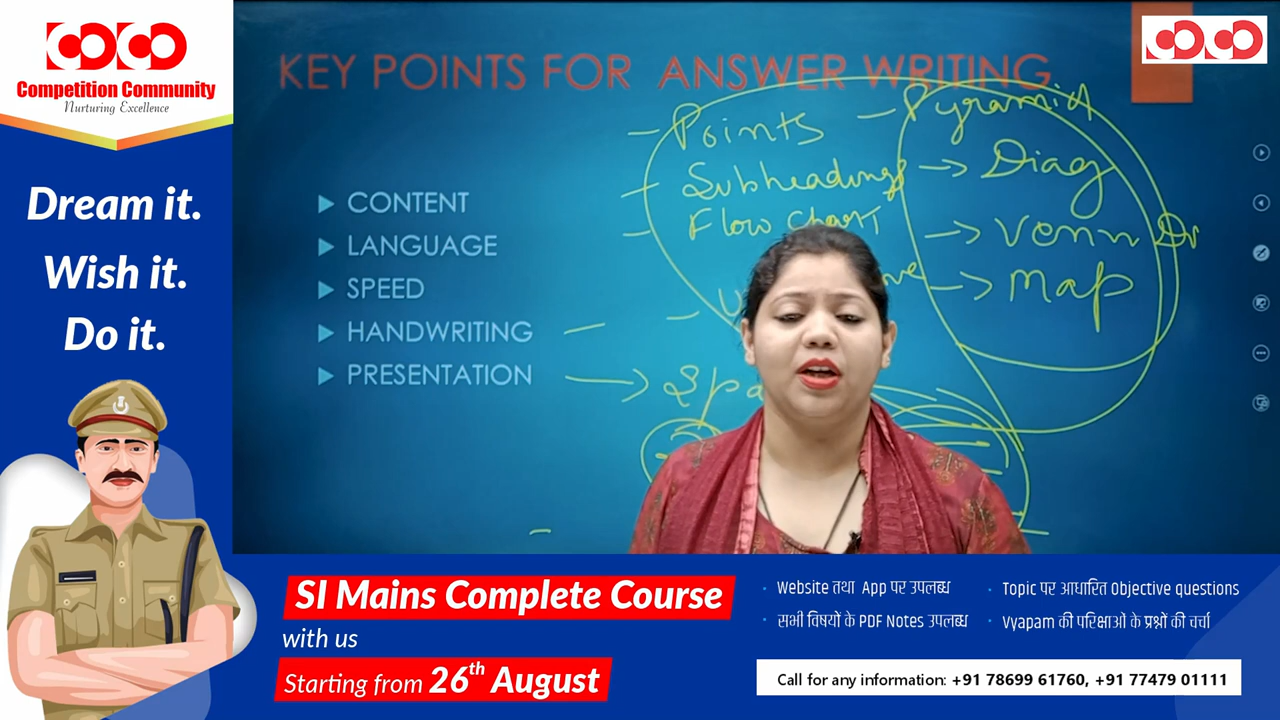 COCO
Competition Community
Nurturing Excellence
Dream it.
Wish it.
Do it.
COCO
KEY POINTS FOR ANSWER WRITING
CONTENT
LANGUAGE
SPEED
HANDWRITING
PRESENTATION
Points
Subheadings
Flow chart
Pyramid
Diag
Venn
Map
SI Mains Complete Course
with us
Starting from 26th August
Website तथा App पर उपलब्ध
सभी विषयों के PDF Notes उपलब्ध
Topic पर आधारित Objective questions
Vyapam की परिक्षाओं के प्रश्नों की चर्चा
Call for any information: +91 78699 61760, +91 77479 01111